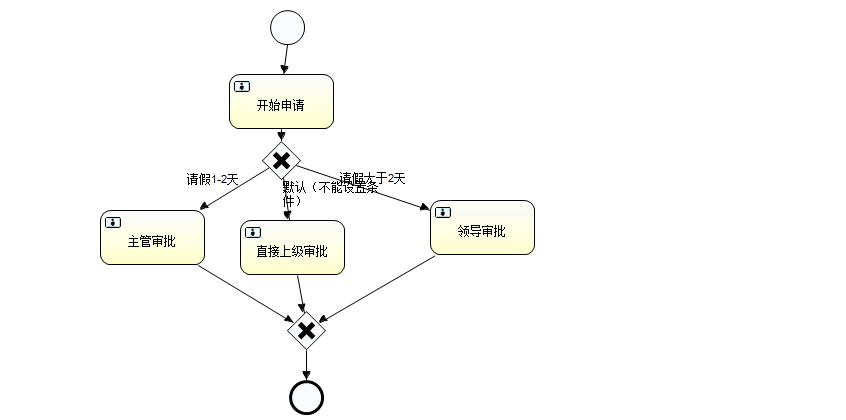 开始申请
请假1-2天
请假大于2天
默认（不能设置条
件）
主管审批
直接上级审批
领导审批